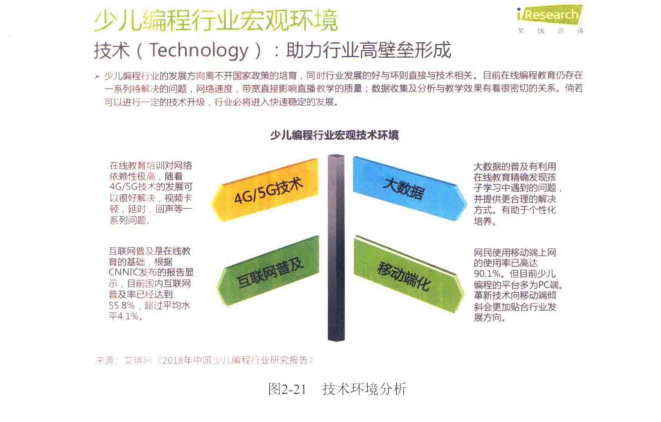 少儿编程行业宏观环境
iResearch
艾 瑞 咨 询
技术（Technology）：助力行业高壁垒形成
少儿编程行业的发展方向离不开国家政策的培育，同时行业发展的好与坏则直接与技术相关。目前在线编程教育仍存在
一系列待解决的问题，网络速度，带宽直接影响直播教学的质量；数据收集及分析与教学效果有着很密切的关系。倘若
可以进行一定的技术升级，行业必将进入快速稳定的发展。
少儿编程行业宏观技术环境
在线教育培训对网络
依赖性极高，随着
4G/5G技术的发展可
以很好解决，视频卡
顿，延时，回声等一
系列问题。
4G/5G技术
大数据
大数据的普及有利用
在线教育精确发现孩
子学习中遇到的问题，
并提供更合理的解决
方式。有助于个性化
培养。
互联网普及是在线教
育的基础，根据
CNNIC发布的报告显
示，目前国内互联网
普及率已经达到
55.8%，超过平均水
平4.1%。
互联网普及
移动端化
网民使用移动端上网
的使用率已高达
90.1%。但目前少儿
编程的平台多为PC端。
革新技术向移动端倾
斜会更加贴合行业发
展方向。
来源：艾瑞网《2018年中国少儿编程行业研究报告》
图2-21 技术环境分析